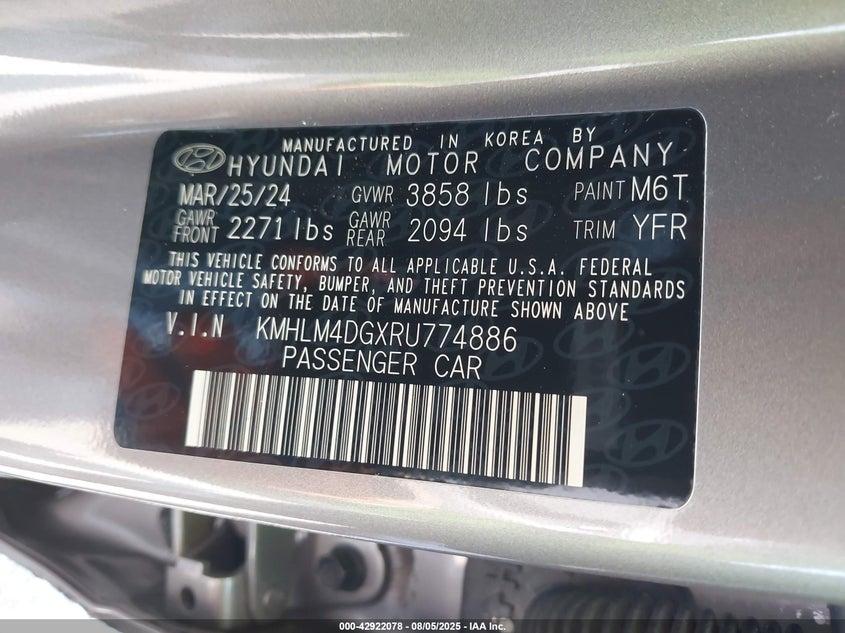 MANUFACTURED IN KOREA BY
HYUNDAI MOTOR COMPANY
MAR/25/24 GVWR 3858 lbs PAINT M6T
GAWR FRONT 2271 lbs GAWR REAR 2094 lbs TRIM YFR
THIS VEHICLE CONFORMS TO ALL APPLICABLE U.S.A. FEDERAL
MOTOR VEHICLE SAFETY, BUMPER, AND THEFT PREVENTION STANDARDS
IN EFFECT ON THE DATE OF MANUFACTURE SHOWN ABOVE
V.I.N KMHLM4DGXRU774886
PASSENGER CAR
000-42922078 - 08/05/2025 - IAA Inc.